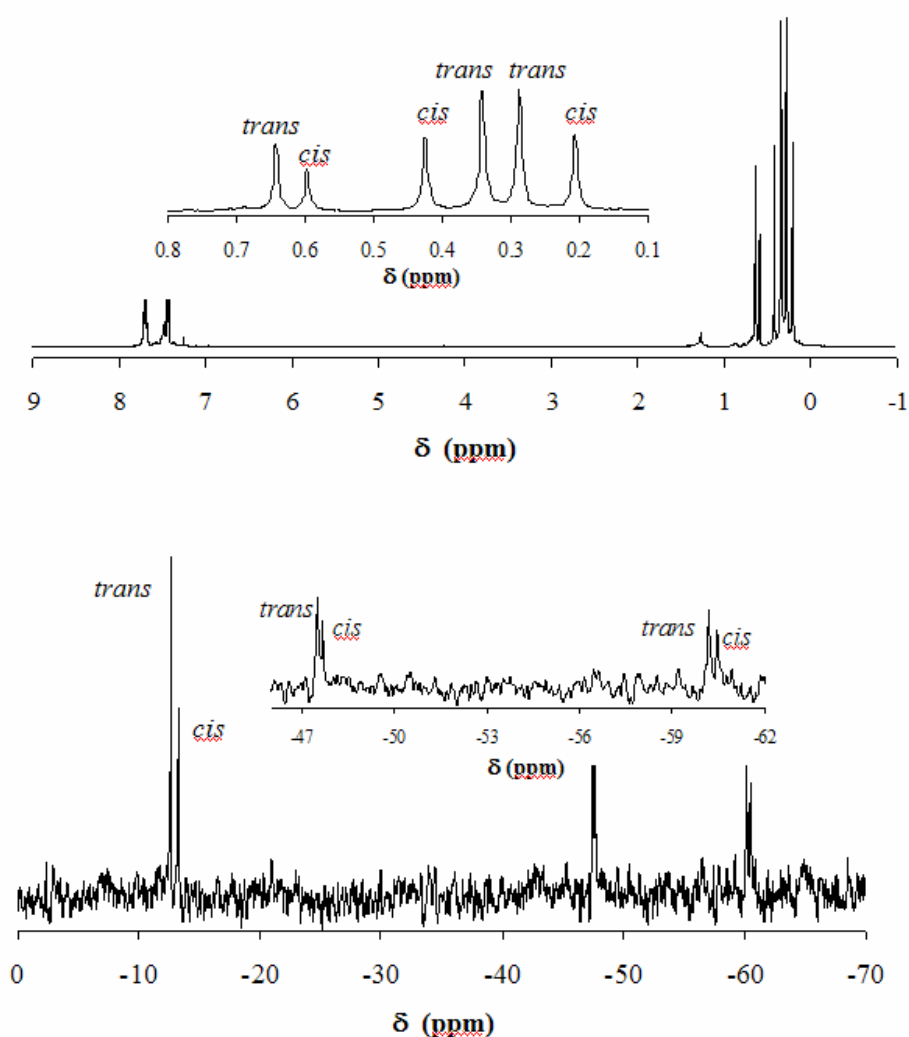 trans trans
trans cis cis cis
0.8 0.7 0.6 0.5 0.4 0.3 0.2 0.1
δ (ppm)
9 8 7 6 5 4 3 2 1 0 -1
δ (ppm)
trans trans cis trans cis
cis
-47 -50 -53 -56 -59 -62
δ (ppm)
0 -10 -20 -30 -40 -50 -60 -70
δ (ppm)